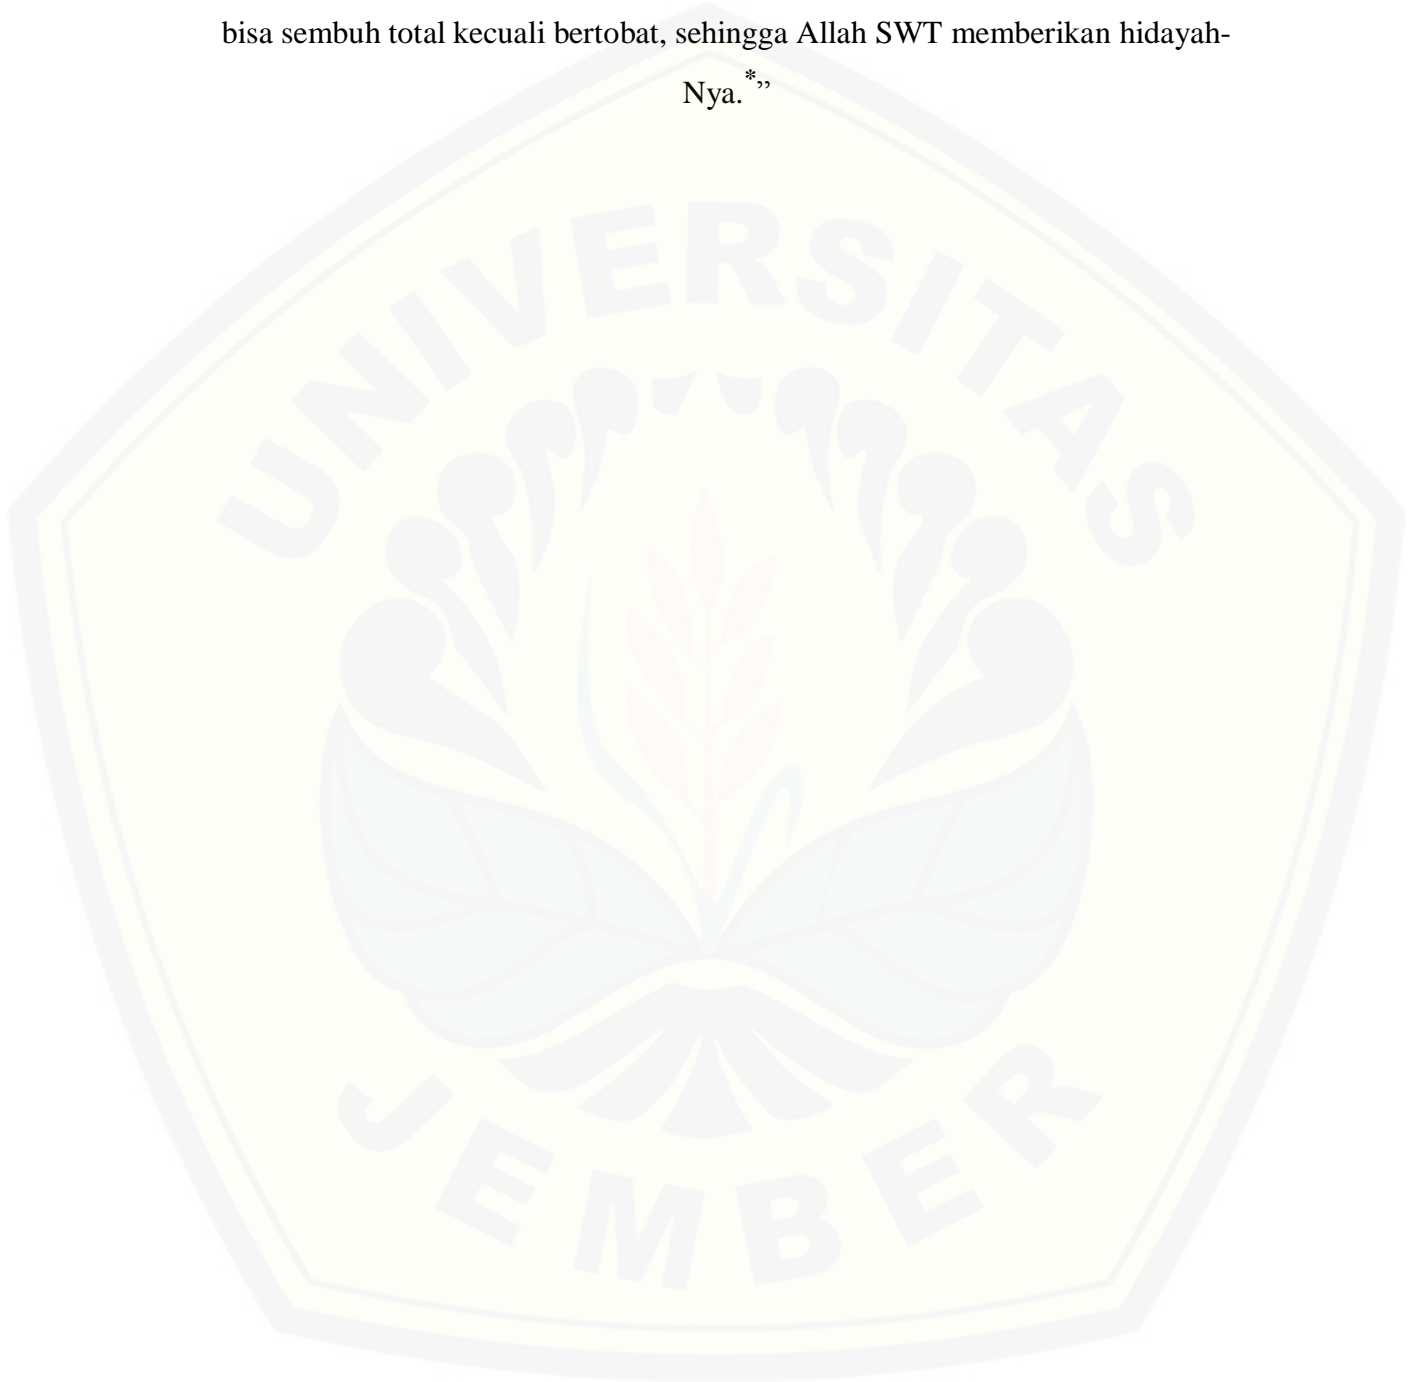 bisa sembuh total kecuali bertobat, sehingga Allah SWT memberikan hidayah-
Nya.*”
UNIVERSITAS
JEMBER